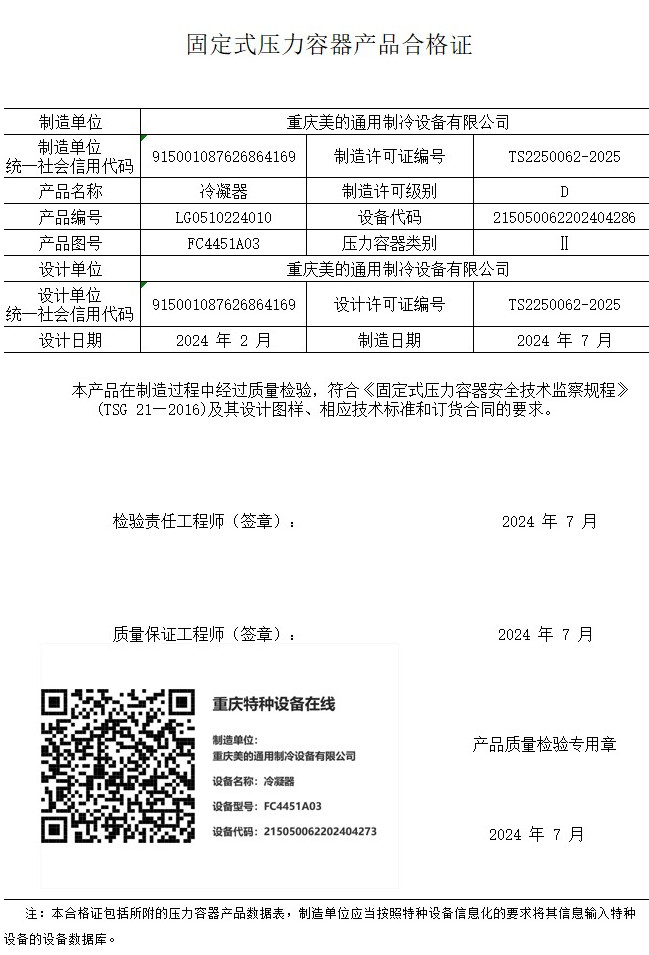 固定式压力容器产品合格证
制造单位 重庆美的通用制冷设备有限公司
制造单位
统一社会信用代码 915001087626864169 制造许可证编号 TS2250062-2025
产品名称 冷凝器 制造许可级别 D
产品编号 LG0510224010 设备代码 215050062202404286
产品图号 FC4451A03 压力容器类别 Ⅱ
设计单位 重庆美的通用制冷设备有限公司
设计单位
统一社会信用代码 915001087626864169 设计许可证编号 TS2250062-2025
设计日期 2024 年 2 月 制造日期 2024 年 7 月
本产品在制造过程中经过质量检验，符合《固定式压力容器安全技术监察规程》
(TSG 21—2016)及其设计图样、相应技术标准和订货合同的要求。
检验责任工程师（签章）： 2024 年 7 月
质量保证工程师（签章）： 2024 年 7 月
重庆特种设备在线
制造单位：
重庆美的通用制冷设备有限公司
设备名称：冷凝器
设备型号：FC4451A03
设备代码：215050062202404273
产品质量检验专用章
2024 年 7 月
注：本合格证包括所附的压力容器产品数据表，制造单位应当按照特种设备信息化的要求将其信息输入特种
设备的设备数据库。